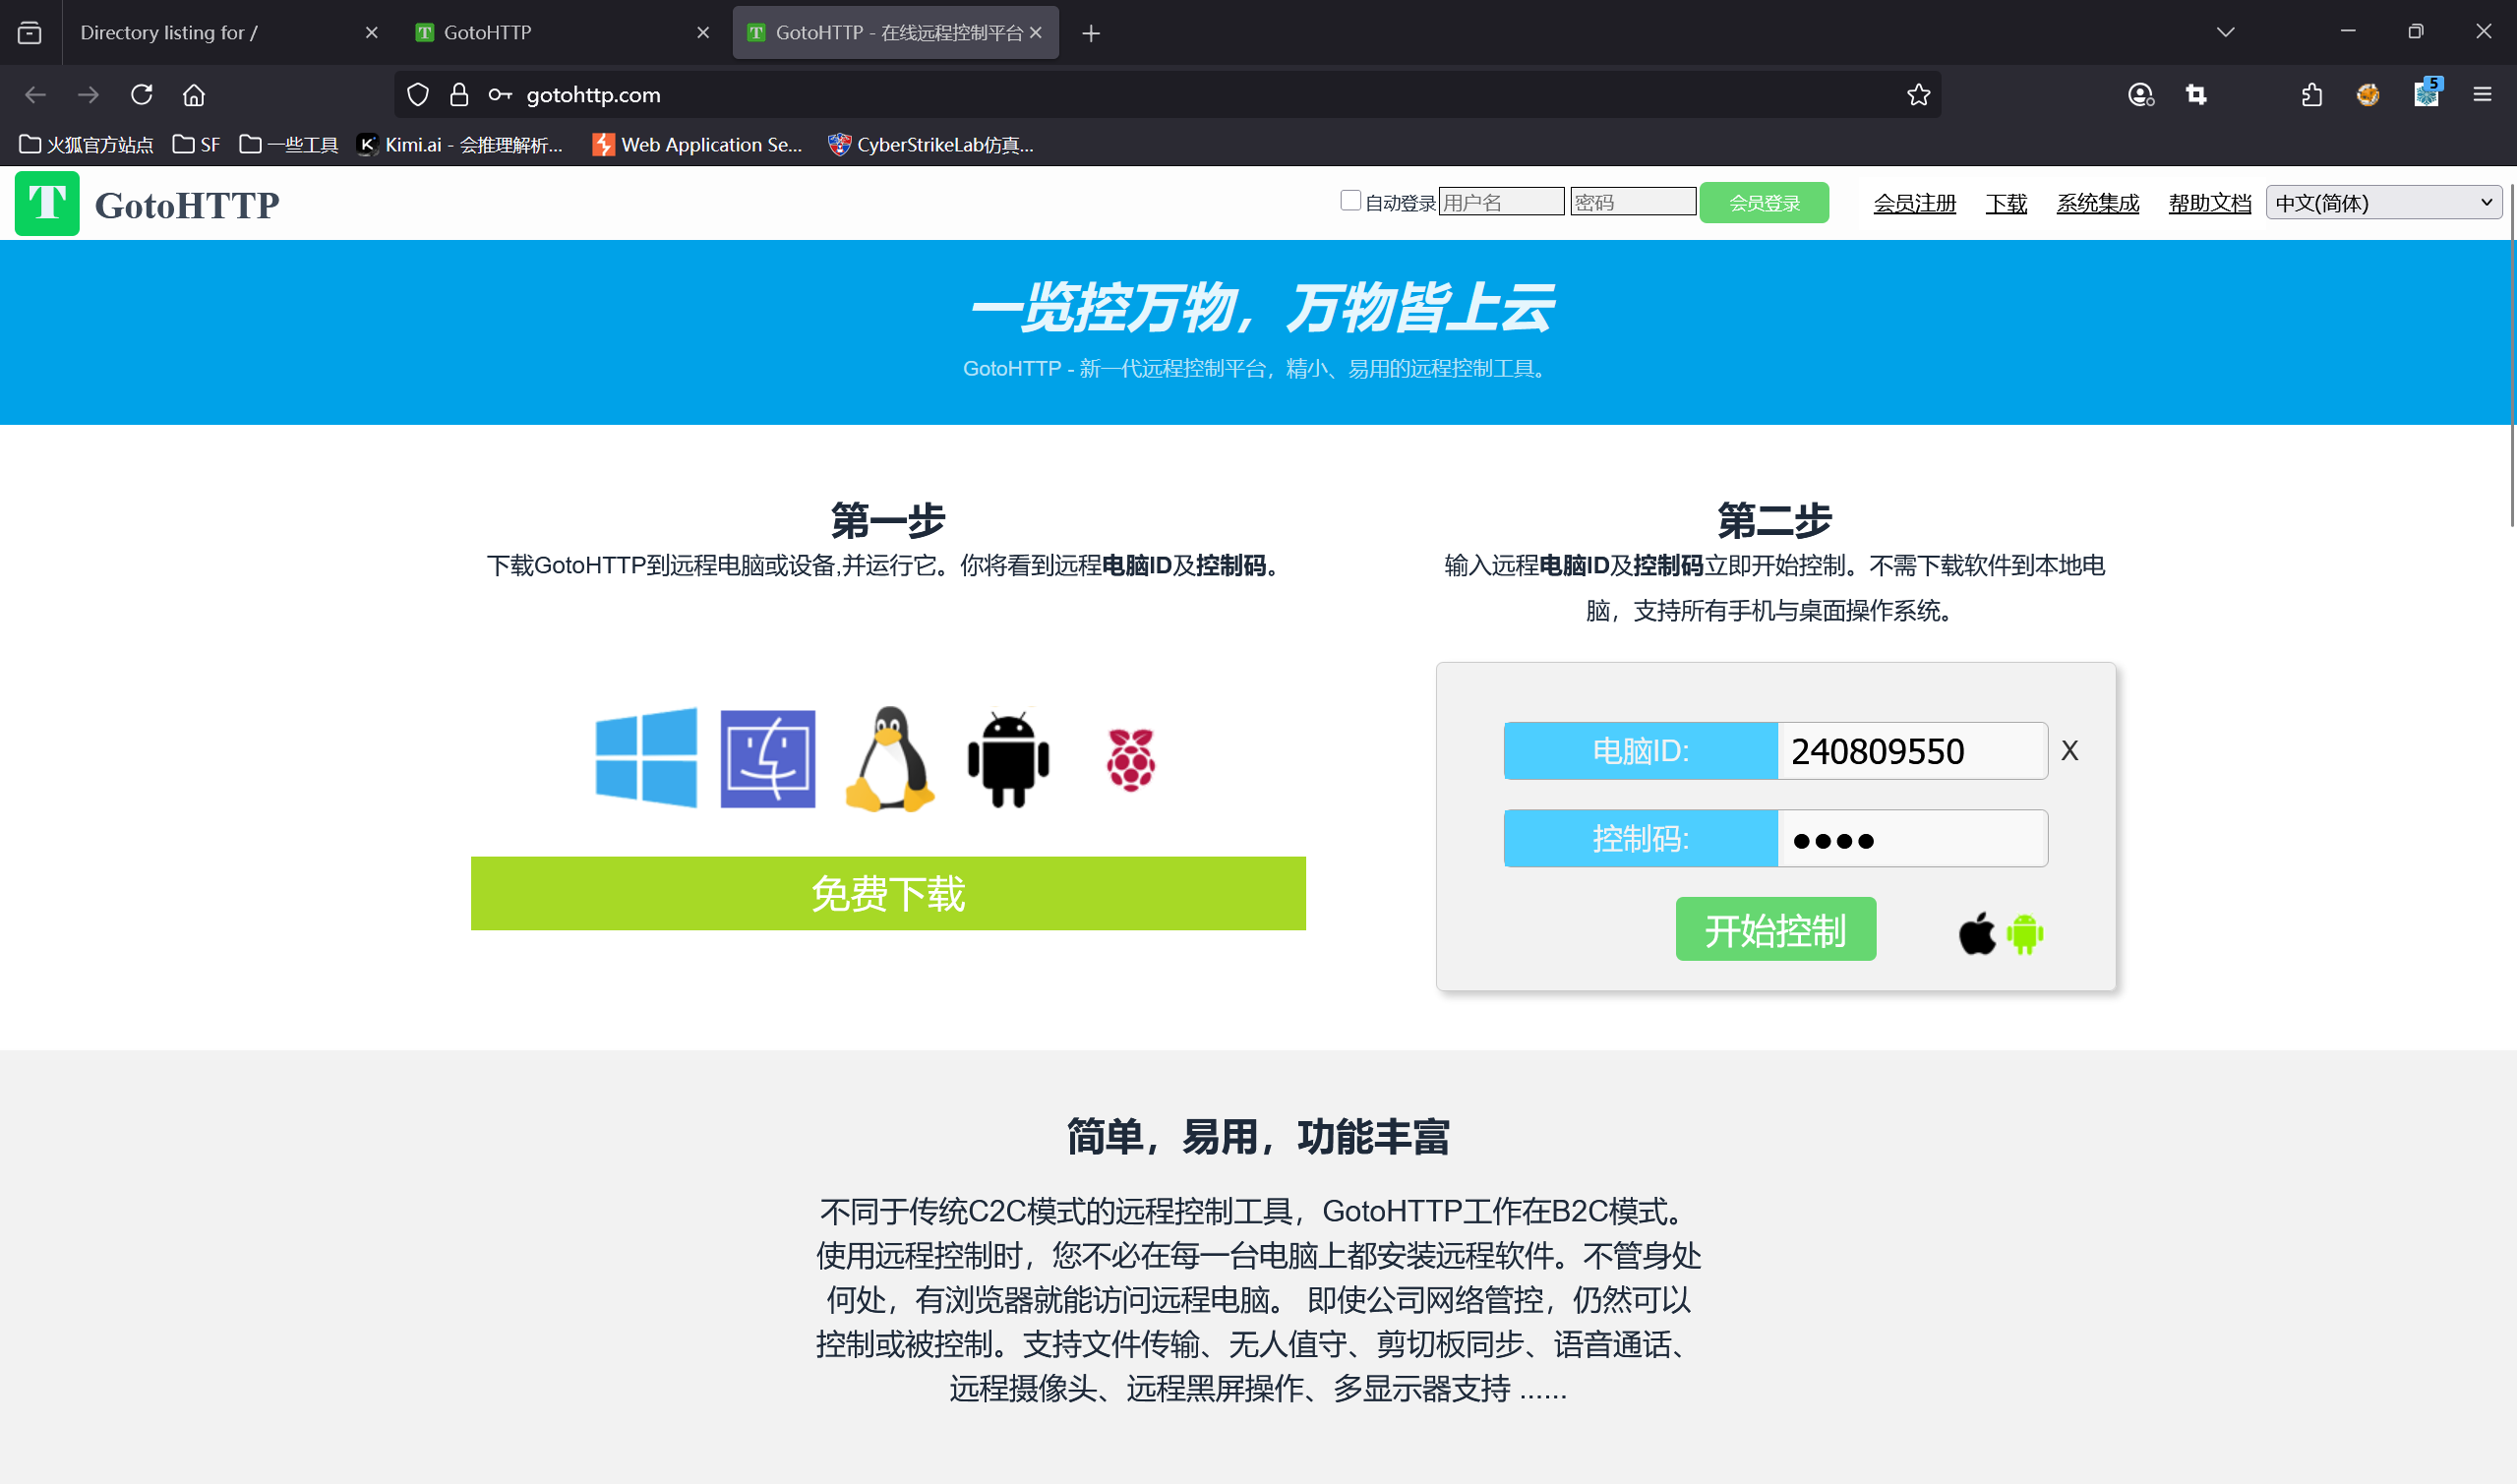 Directory listing for /
GotoHTTP
GotoHTTP - 在线远程控制平台
gotohttp.com
5
火狐官方站点
SF
一些工具
Kimi.ai - 会推理解析...
Web Application Se...
CyberStrikeLab仿真...
T GotoHTTP
自动登录
用户名
密码
会员登录
会员注册
下载
系统集成
帮助文档
中文(简体)
一览控万物，万物皆上云
GotoHTTP - 新一代远程控制平台，精小、易用的远程控制工具。
第一步
下载GotoHTTP到远程电脑或设备,并运行它。你将看到远程电脑ID及控制码。
免费下载
第二步
输入远程电脑ID及控制码立即开始控制。不需下载软件到本地电
脑，支持所有手机与桌面操作系统。
电脑ID: 240809550 X
控制码: ●●●●
开始控制
简单，易用，功能丰富
不同于传统C2C模式的远程控制工具，GotoHTTP工作在B2C模式。
使用远程控制时，您不必在每一台电脑上都安装远程软件。不管身处
何处，有浏览器就能访问远程电脑。 即使公司网络管控，仍然可以
控制或被控制。支持文件传输、无人值守、剪切板同步、语音通话、
远程摄像头、远程黑屏操作、多显示器支持 ......